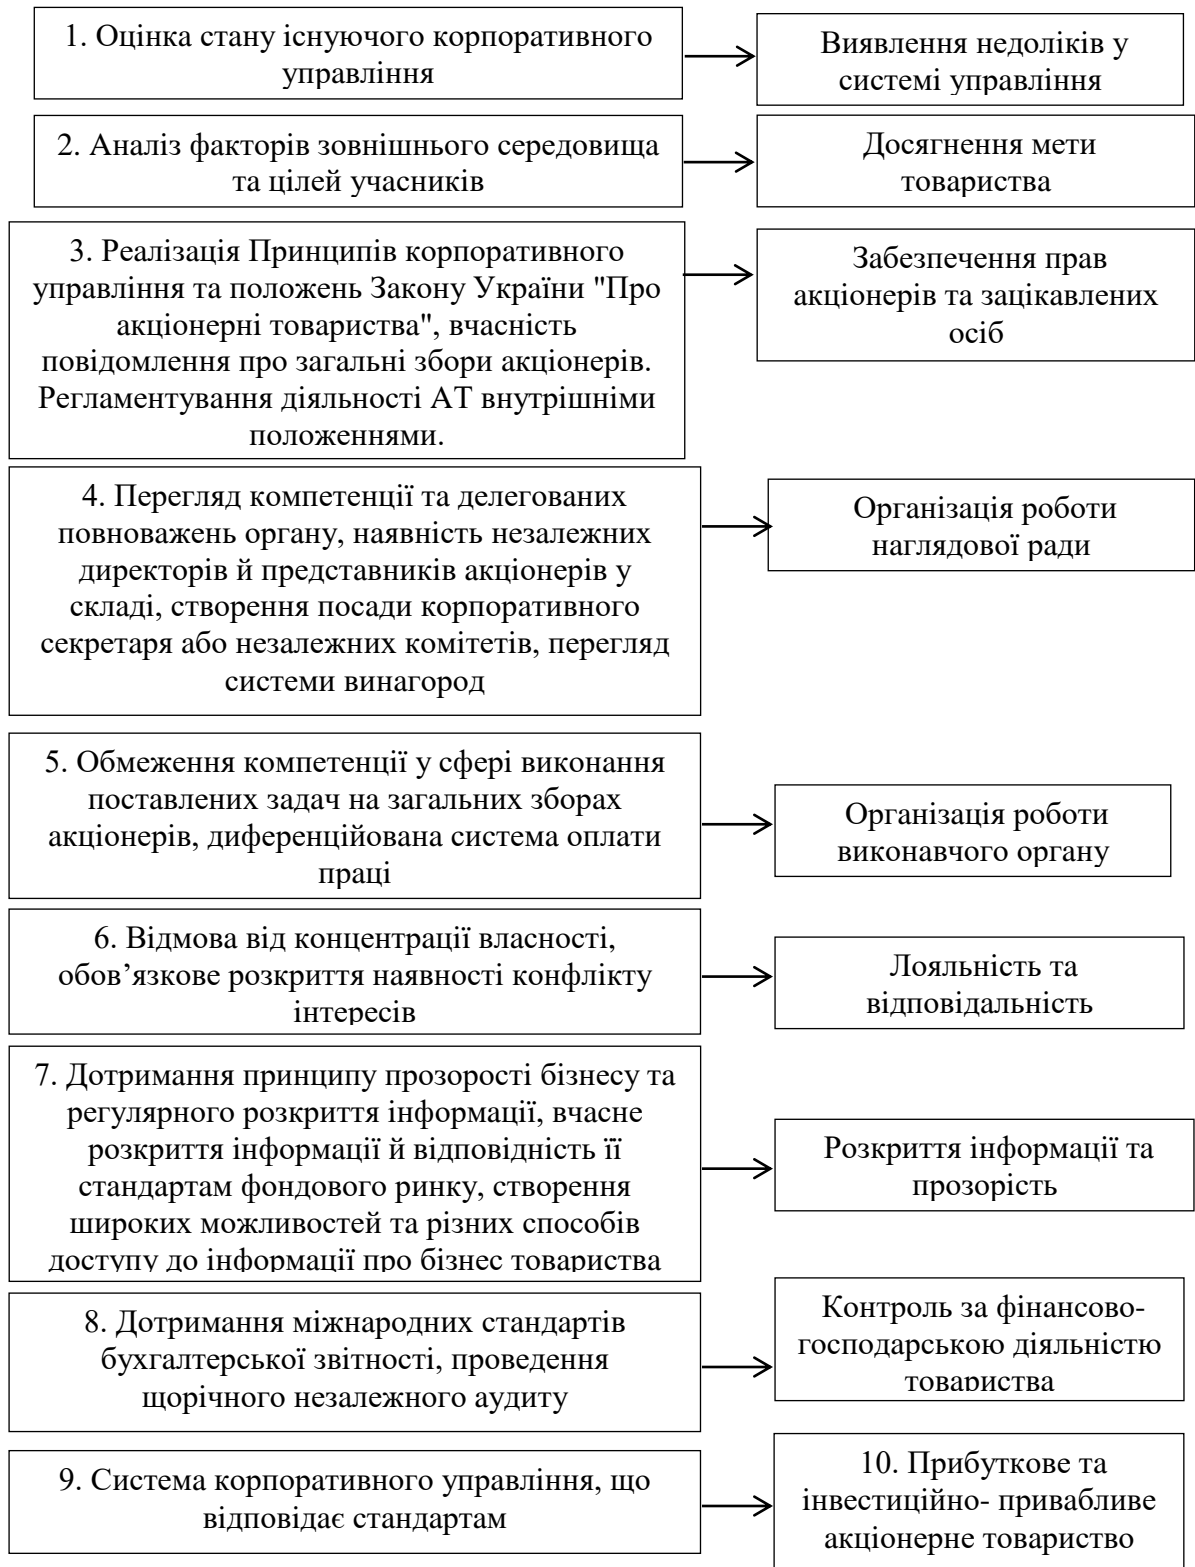 1. Оцінка стану існуючого корпоративного
управління
Виявлення недоліків у
системі управління
2. Аналіз факторів зовнішнього середовища
та цілей учасників
Досягнення мети
товариства
3. Реалізація Принципів корпоративного
управління та положень Закону України "Про
акціонерні товариства", вчасність
повідомлення про загальні збори акціонерів.
Регламентування діяльності АТ внутрішніми
положеннями.
Забезпечення прав
акціонерів та зацікавлених
осіб
4. Перегляд компетенції та делегованих
повноважень органу, наявність незалежних
директорів й представників акціонерів у
складі, створення посади корпоративного
секретаря або незалежних комітетів, перегляд
системи винагород
Організація роботи
наглядової ради
5. Обмеження компетенції у сфері виконання
поставлених задач на загальних зборах
акціонерів, диференційована система оплати
праці
Організація роботи
виконавчого органу
6. Відмова від концентрації власності,
обов’язкове розкриття наявності конфлікту
інтересів
Лояльність та
відповідальність
7. Дотримання принципу прозорості бізнесу та
регулярного розкриття інформації, вчасне
розкриття інформації й відповідність її
стандартам фондового ринку, створення
широких можливостей та різних способів
доступу до інформації про бізнес товариства
Розкриття інформації та
прозорість
8. Дотримання міжнародних стандартів
бухгалтерської звітності, проведення
щорічного незалежного аудиту
Контроль за фінансово-
господарською діяльністю
товариства
9. Система корпоративного управління, що
відповідає стандартам
10. Прибуткове та
інвестиційно- привабливе
акціонерне товариство